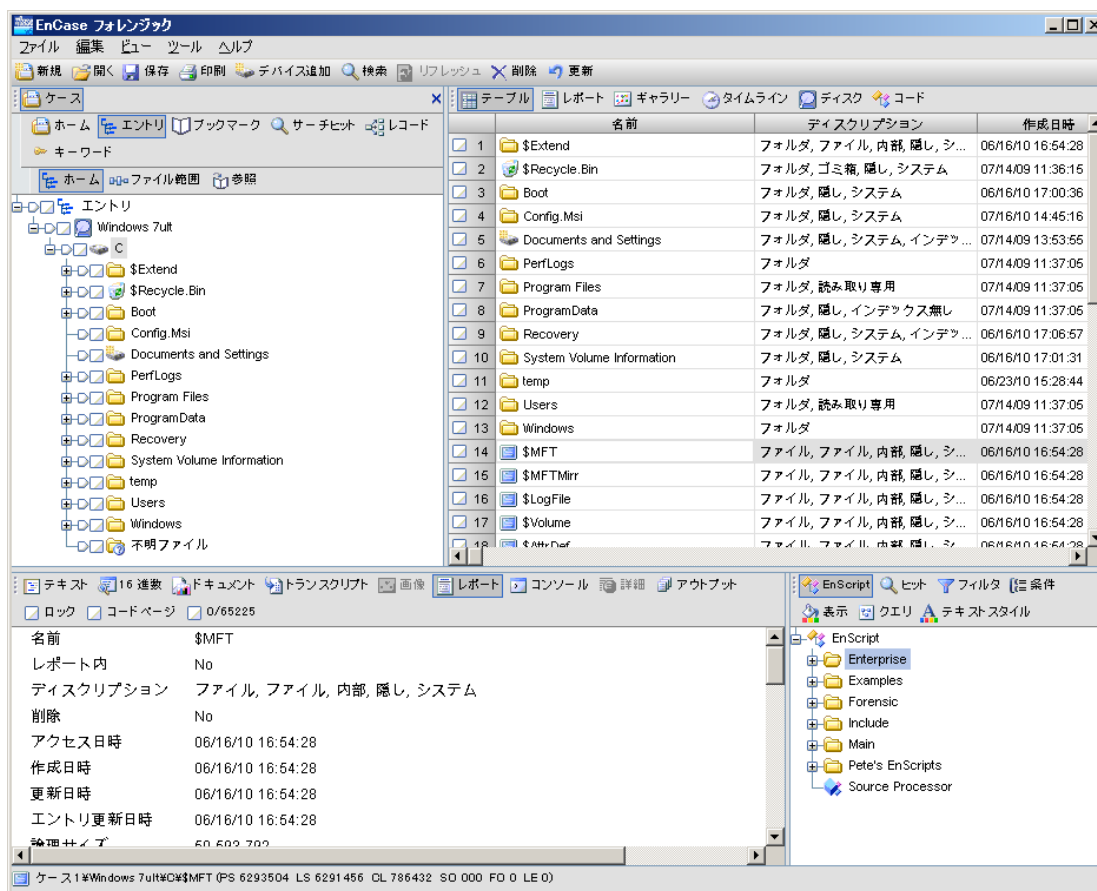 EnCase フォレンジック
ファイル 編集 ビュー ツール ヘルプ
新規 開く 保存 印刷 デバイス追加 検索 リフレッシュ 削除 更新
ケース
ホーム エントリ ブックマーク サーチヒット レコード
キーワード
ホーム ファイル範囲 参照
エントリ
Windows 7ult
C
$Extend
$Recycle.Bin
Boot
Config.Msi
Documents and Settings
PerfLogs
Program Files
ProgramData
Recovery
System Volume Information
temp
Users
Windows
不明ファイル
テーブル レポート ギャラリー タイムライン ディスク コード
名前 ディスクリプション 作成日時
1 $Extend フォルダ, ファイル, 内部, 隠し, シ... 06/16/10 16:54:28
2 $Recycle.Bin フォルダ, ゴミ箱, 隠し, システム 07/14/09 11:36:15
3 Boot フォルダ, 隠し, システム 06/16/10 17:00:36
4 Config.Msi フォルダ, 隠し, システム 07/16/10 14:45:16
5 Documents and Settings フォルダ, 隠し, システム, インデッ... 07/14/09 13:53:55
6 PerfLogs フォルダ 07/14/09 11:37:05
7 Program Files フォルダ, 読み取り専用 07/14/09 11:37:05
8 ProgramData フォルダ, 隠し, インデックス無し 07/14/09 11:37:05
9 Recovery フォルダ, 隠し, システム, インデッ... 06/16/10 17:06:57
10 System Volume Information フォルダ, 隠し, システム 06/16/10 17:01:31
11 temp フォルダ 06/23/10 15:28:44
12 Users フォルダ, 読み取り専用 07/14/09 11:37:05
13 Windows フォルダ 07/14/09 11:37:05
14 $MFT ファイル, ファイル, 内部, 隠し, シ... 06/16/10 16:54:28
15 $MFTMirr ファイル, ファイル, 内部, 隠し, シ... 06/16/10 16:54:28
16 $LogFile ファイル, ファイル, 内部, 隠し, シ... 06/16/10 16:54:28
17 $Volume ファイル, ファイル, 内部, 隠し, シ... 06/16/10 16:54:28
18 $AttrDef ファイル, ファイル, 内部, 隠し, シ... 06/16/10 16:54:28
テキスト 16 進数 ドキュメント トランスクリプト 画像 レポート コンソール 詳細 アウトプット
ロック コードページ 0/65225
名前 $MFT
レポート内 No
ディスクリプション ファイル, ファイル, 内部, 隠し, システム
削除 No
アクセス日時 06/16/10 16:54:28
作成日時 06/16/10 16:54:28
更新日時 06/16/10 16:54:28
エントリ更新日時 06/16/10 16:54:28
論理サイズ 50,593,792
EnScript ヒット フィルタ 条件
表示 クエリ テキストスタイル
EnScript
Enterprise
Examples
Forensic
Include
Main
Pete's EnScripts
Source Processor
ケース1¥Windows 7ult¥C¥$MFT (PS 6293504 LS 6291456 CL 786432 SO 000 FO 0 LE 0)